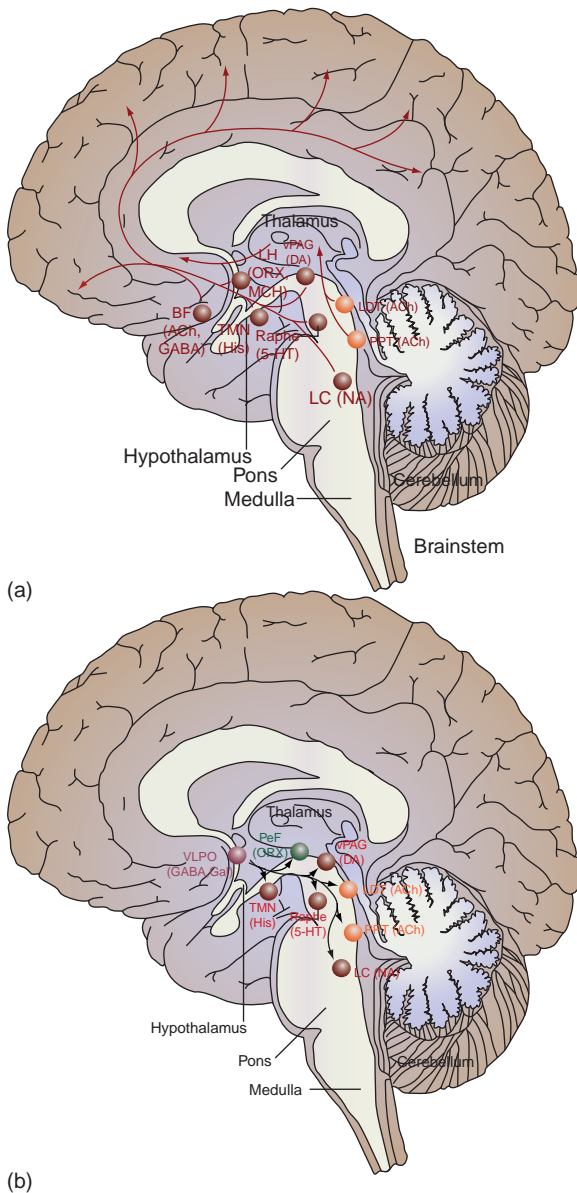 Thalamus
vPAG
(DA)
LH
(ORX,
MCH)
LDT (ACh)
BF
(ACh,
GABA)
TMN
(His)
Raphe
(5-HT)
PPT (ACh)
LC (NA)
Hypothalamus
Pons
Medulla
Cerebellum
Brainstem
(a)
Thalamus
PeF
(ORX)
vPAG
(DA)
VLPO
(GABA Gal)
LDT (ACh)
TMN
(His)
Raphe
(5-HT)
PPT (ACh)
LC (NA)
Hypothalamus
Pons
Cerebellum
Medulla
(b)